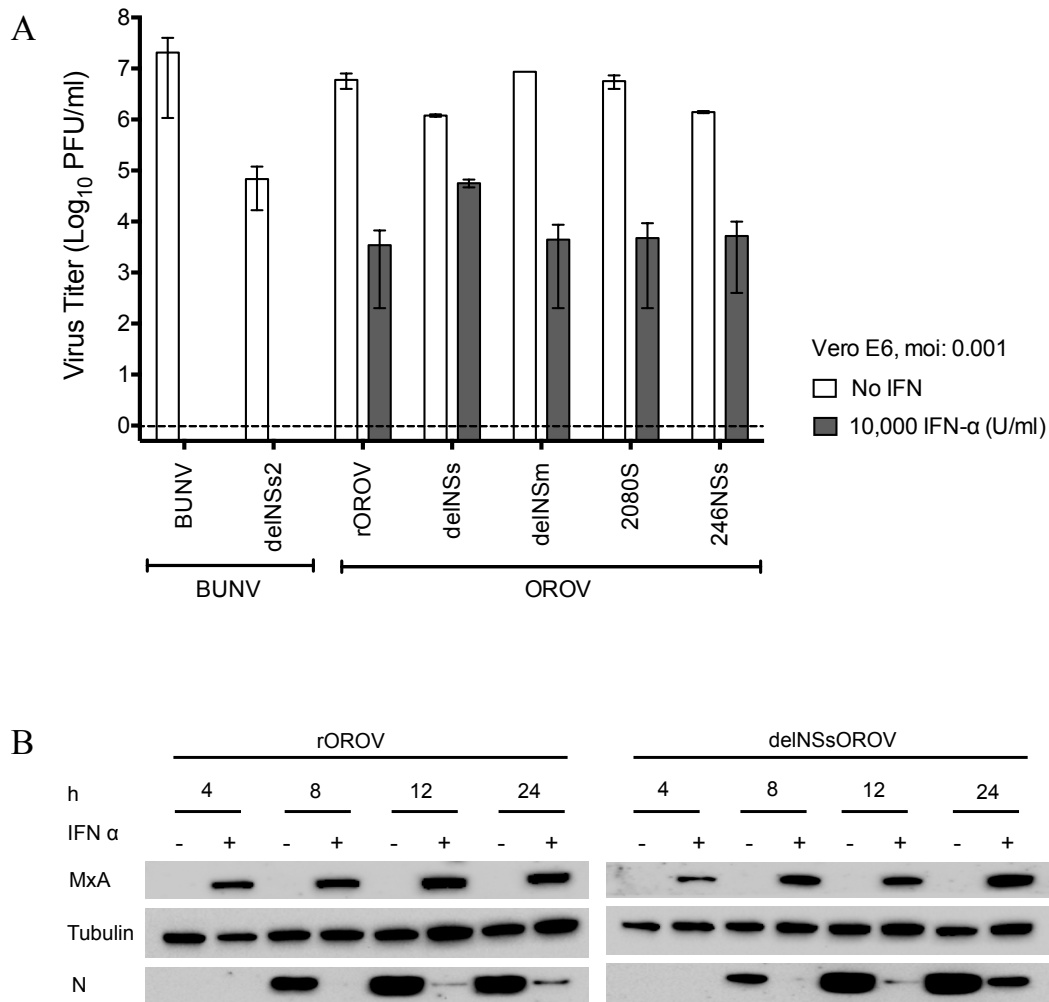 A
Virus Titer (Log10 PFU/ml)
8
7
6
5
4
3
2
1
0
BUNV
delNSs2
rOROV
delNSs
delNSm
2080S
246NSs
BUNV
OROV
Vero E6, moi: 0.001
No IFN
10,000 IFN-α (U/ml)
B
rOROV
delNSsOROV
h
4 8 12 24
4 8 12 24
IFN α
- + - + - + - +
- + - + - + - +
MxA
Tubulin
N